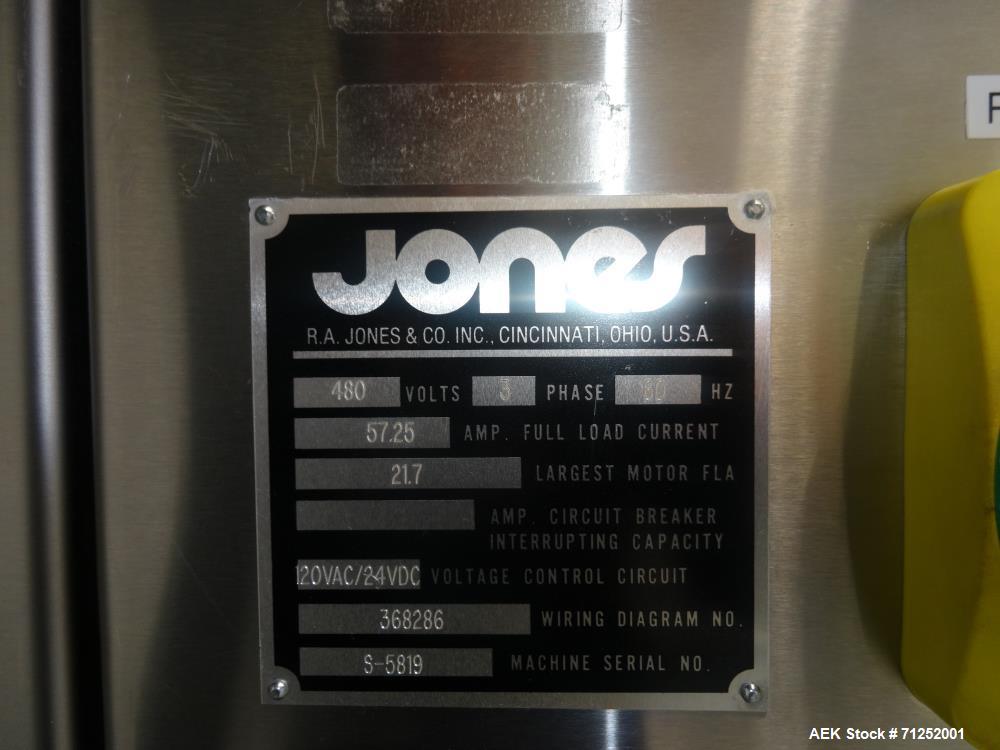 F
Jones
R.A. JONES & CO. INC., CINCINNATI, OHIO, U.S.A.
480 VOLTS 3 PHASE 60 HZ
57.25 AMP. FULL LOAD CURRENT
21.7 LARGEST MOTOR FLA
AMP. CIRCUIT BREAKER
INTERRUPTING CAPACITY
120VAC/24VDC VOLTAGE CONTROL CIRCUIT
368286 WIRING DIAGRAM NO.
S-5819 MACHINE SERIAL NO.
AEK Stock # 71252001